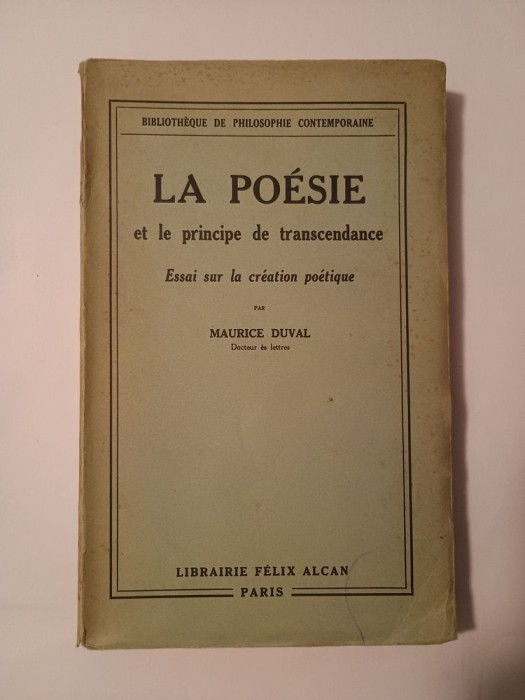 BIBLIOTHÈQUE DE PHILOSOPHIE CONTEMPORAINE
LA POÉSIE
et le principe de transcendance
Essai sur la création poétique
PAR
MAURICE DUVAL
Docteur ès lettres
LIBRAIRIE FÉLIX ALCAN
PARIS